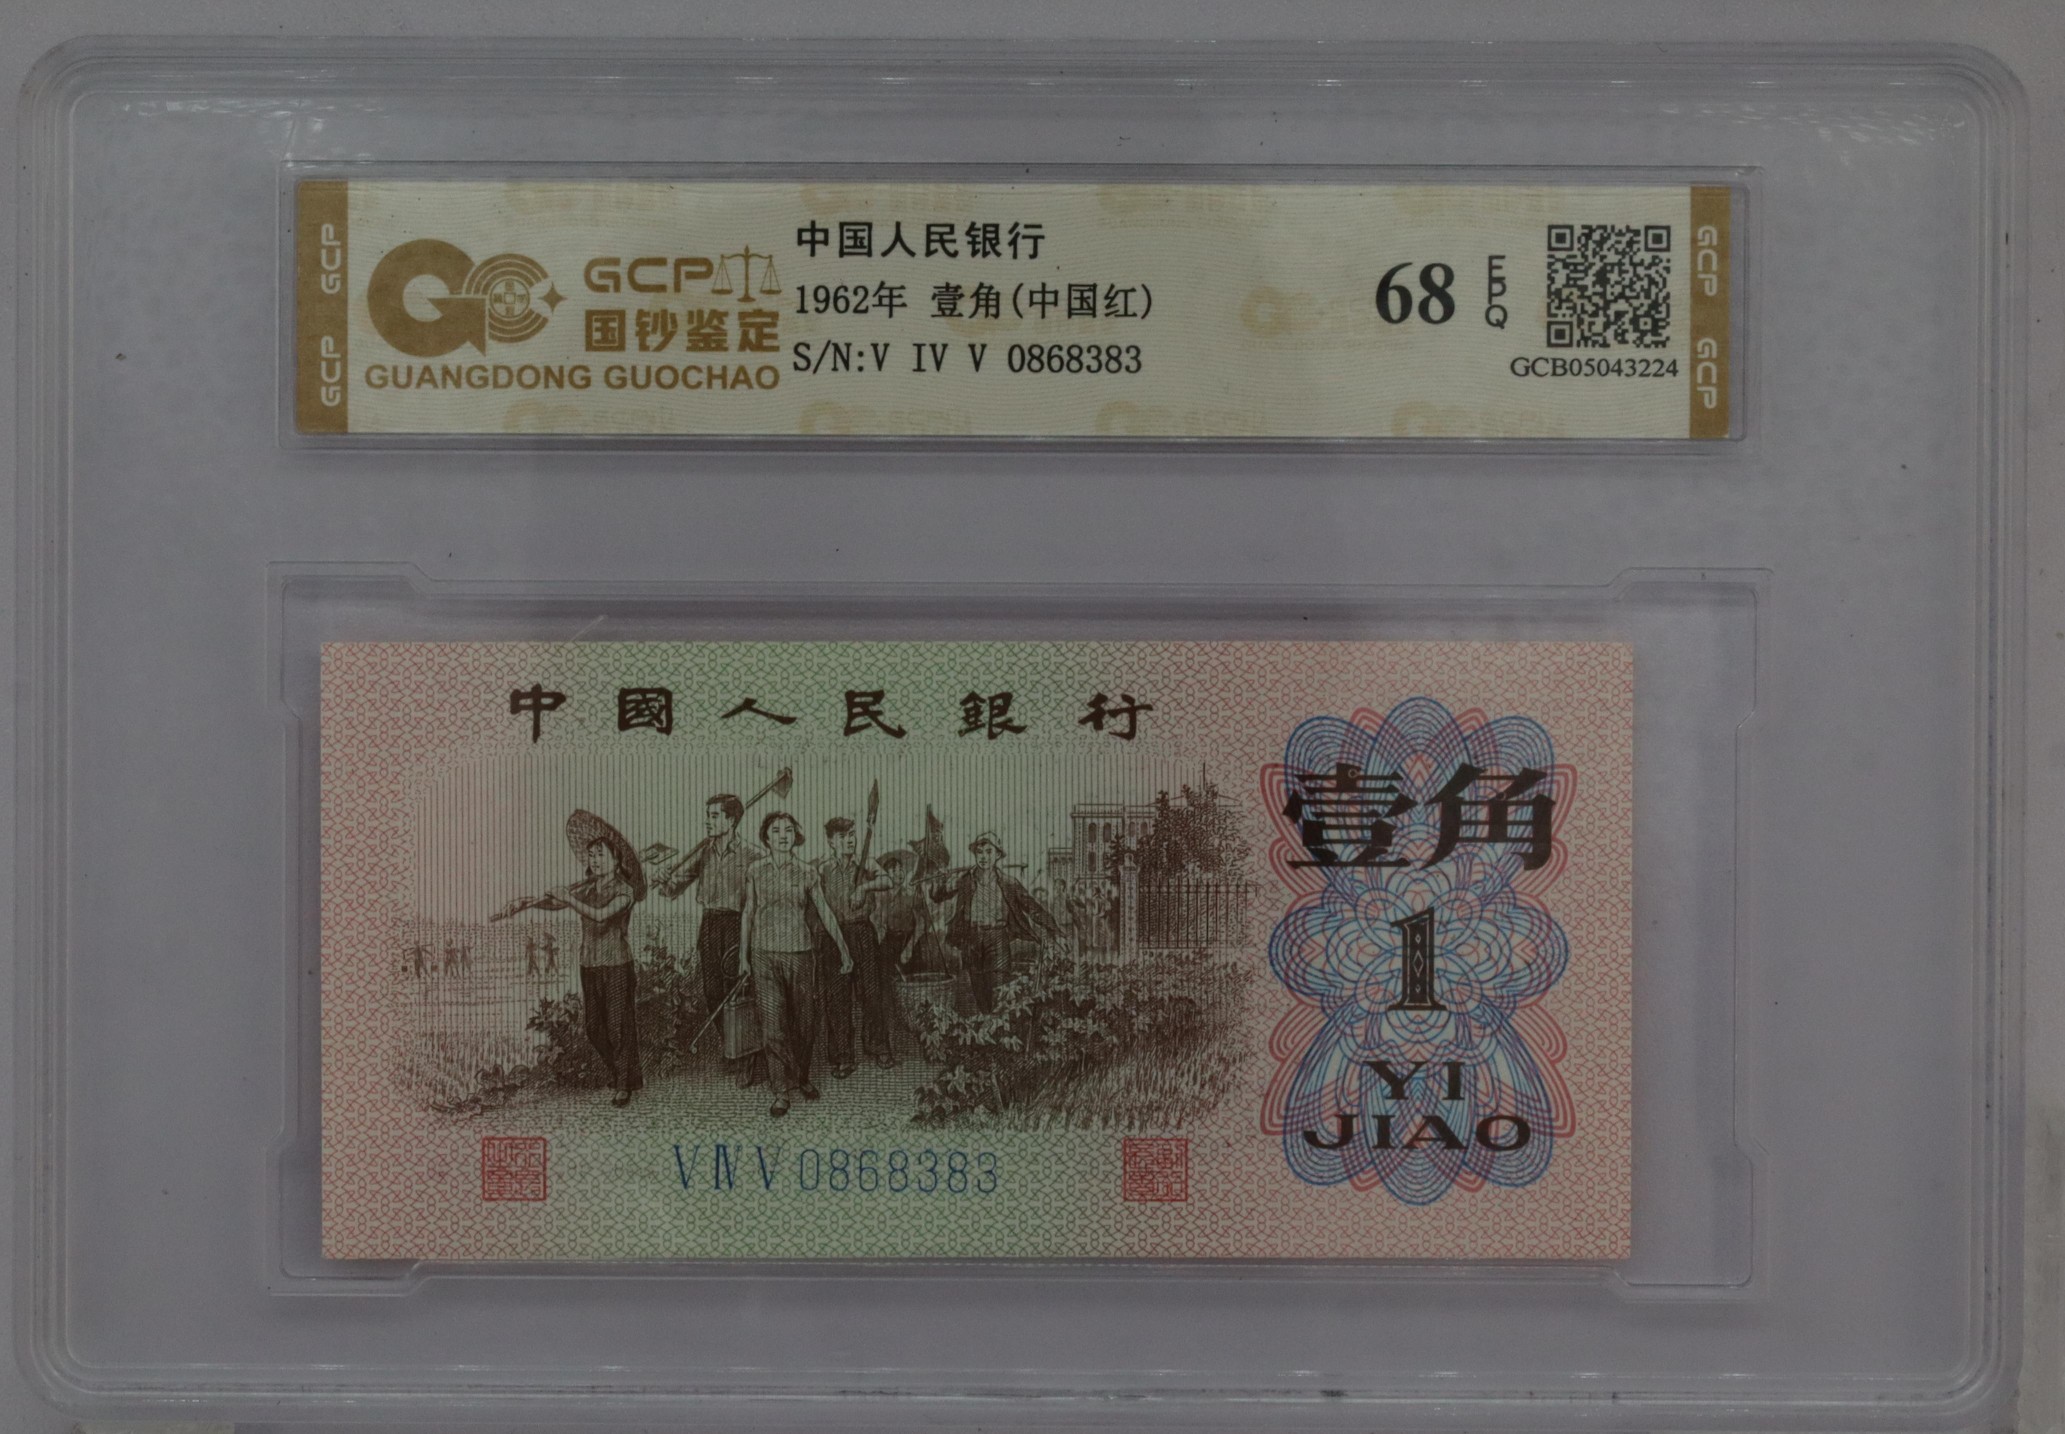 GCP
GCP
GCP
国钞鉴定
GUANGDONG GUOCHAO
中国人民银行
1962年 壹角(中国红)
S/N:V IV V 0868383
68
EPQ
GCB05043224
GCP
GCP
中國人民銀行
壹角
1
YI
JIAO
V IV V 0868383